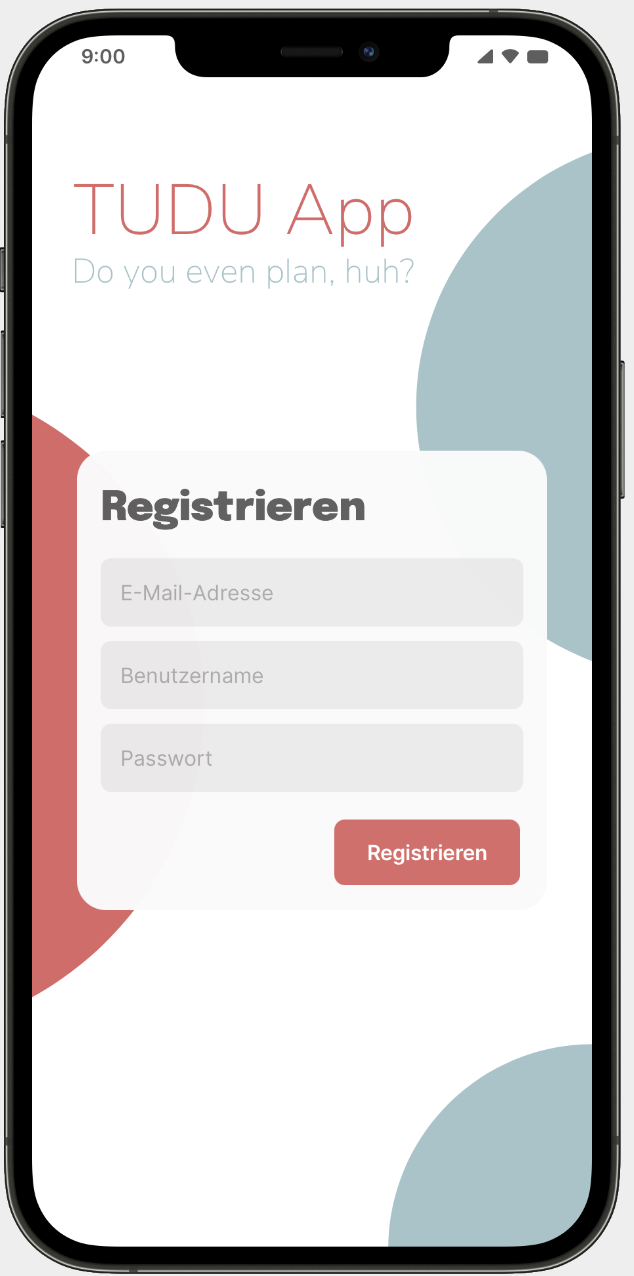 9:00
TUDU App
Do you even plan, huh?
Registrieren
E-Mail-Adresse
Benutzername
Passwort
Registrieren